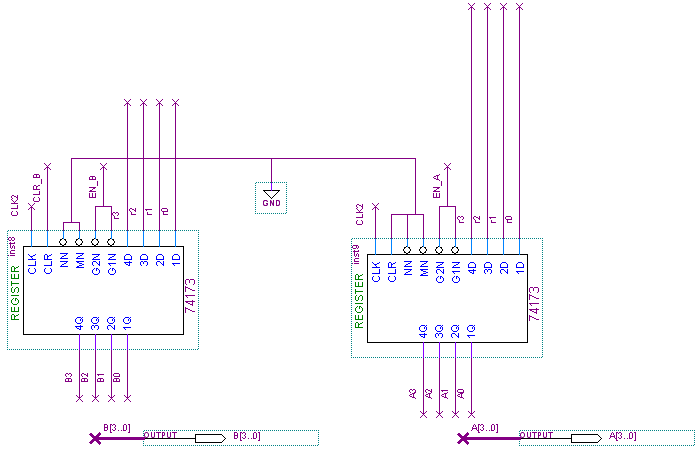 CLK2
CLR_B
EN_B
r3
r2
r1
r0
GND
CLK2
EN_A
r3
r2
r1
r0
inst8
REGISTER
CLK
CLR
NN
MN
G2N
G1N
4D
3D
2D
1D
74173
4Q
3Q
2Q
1Q
B3
B2
B1
B0
inst9
REGISTER
CLK
CLR
NN
MN
G2N
G1N
4D
3D
2D
1D
74173
4Q
3Q
2Q
1Q
A3
A2
A1
A0
B[3..0]
OUTPUT
B[3..0]
A[3..0]
OUTPUT
A[3..0]